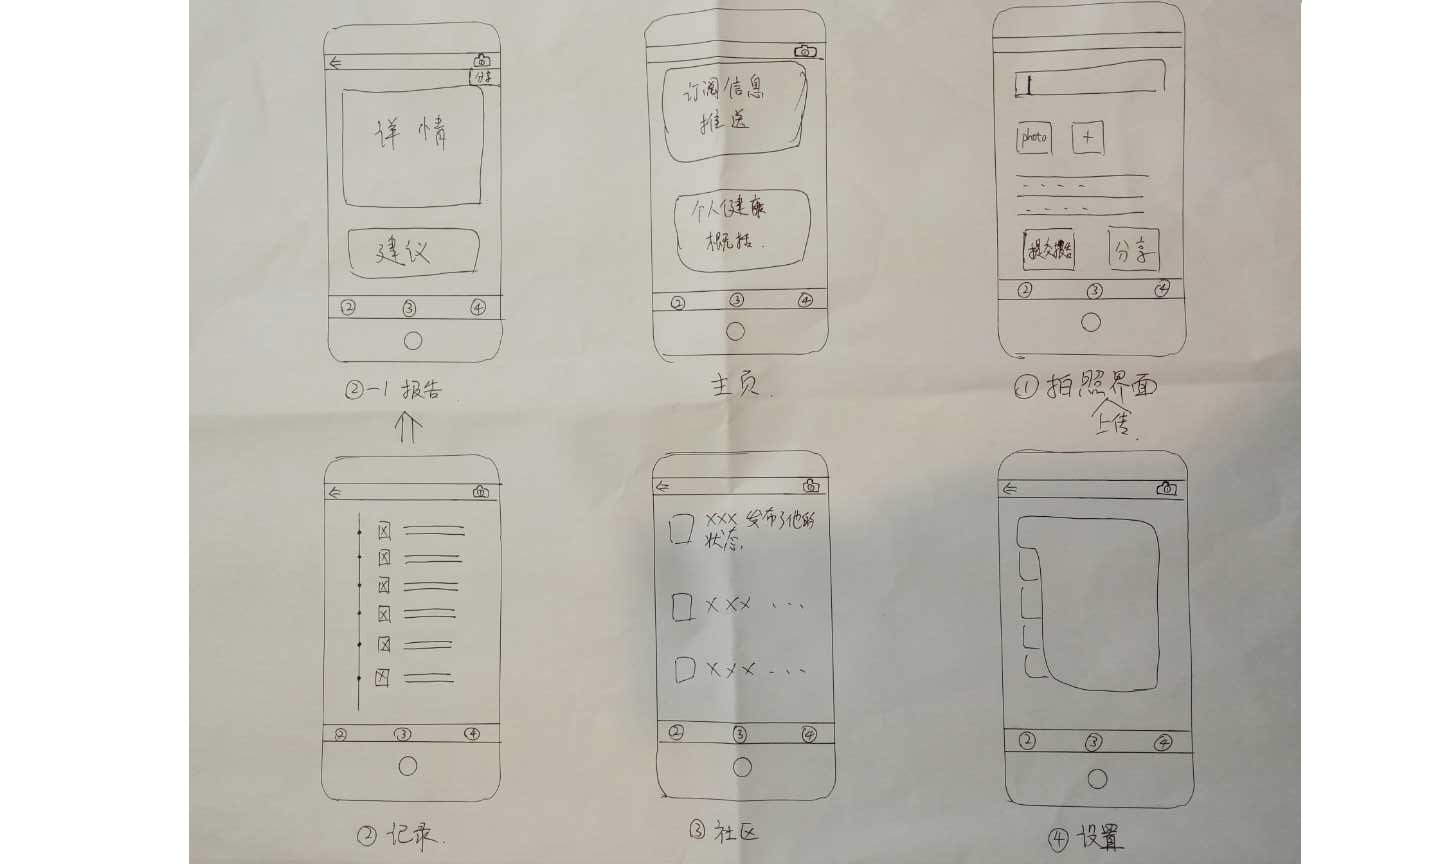 分享
详情
建议
② ③ ④
②-1 报告
订阅信息
推送
个人健康
概括.
② ③ ④
主页.
photo +
提交报告 分享
② ③ ④
① 拍照界面
上传.
② ③ ④
② 记录.
XXX 发布了他的
状态.
XXX ...
XXX ...
② ③ ④
③ 社区
② ③ ④
④ 设置